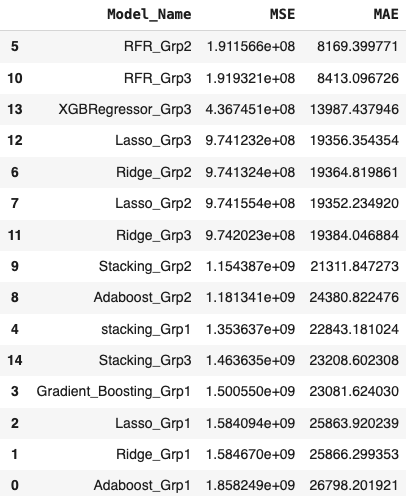 Model_Name MSE MAE
5 RFR_Grp2 1.911566e+08 8169.399771
10 RFR_Grp3 1.919321e+08 8413.096726
13 XGBRegressor_Grp3 4.367451e+08 13987.437946
12 Lasso_Grp3 9.741232e+08 19356.354354
6 Ridge_Grp2 9.741324e+08 19364.819861
7 Lasso_Grp2 9.741554e+08 19352.234920
11 Ridge_Grp3 9.742023e+08 19384.046884
9 Stacking_Grp2 1.154387e+09 21311.847273
8 Adaboost_Grp2 1.181341e+09 24380.822476
4 stacking_Grp1 1.353637e+09 22843.181024
14 Stacking_Grp3 1.463635e+09 23208.602308
3 Gradient_Boosting_Grp1 1.500550e+09 23081.624030
2 Lasso_Grp1 1.584094e+09 25863.920239
1 Ridge_Grp1 1.584670e+09 25866.299353
0 Adaboost_Grp1 1.858249e+09 26798.201921